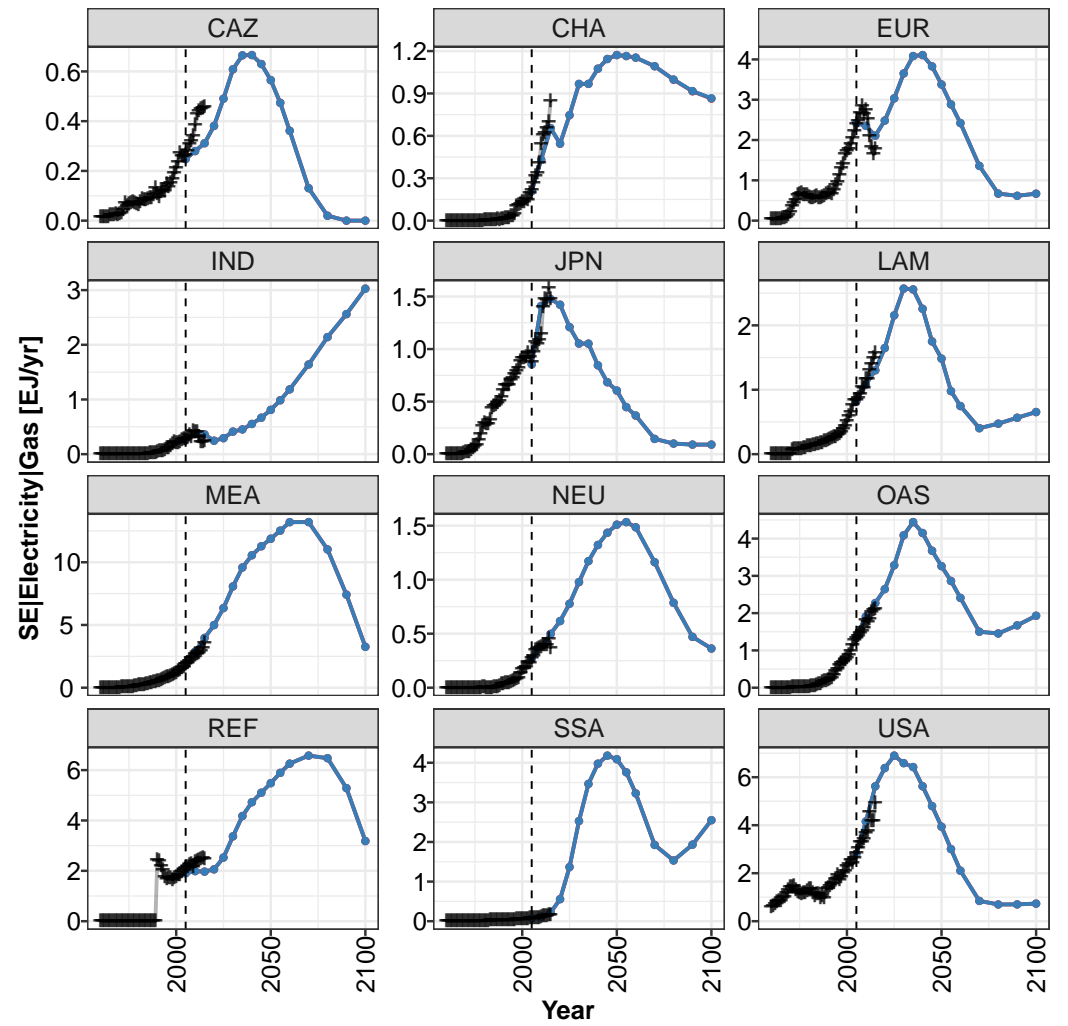 CAZ CHA EUR
0.6 1.2 4
0.4 0.9 3
0.2 0.6 2
0.0 0.3 1
0.0 0
IND JPN LAM
3 1.5 2
2 1.0 1
1 0.5 0
0 0.0
MEA NEU OAS
10 1.5 4
5 1.0 3
0 0.5 2
0.0 1
0
REF SSA USA
6 4 6
4 3 4
2 2 2
0 1 0
0
2000 2050 2100 2000 2050 2100 2000 2050 2100
Year
SE|Electricity|Gas [EJ/yr]